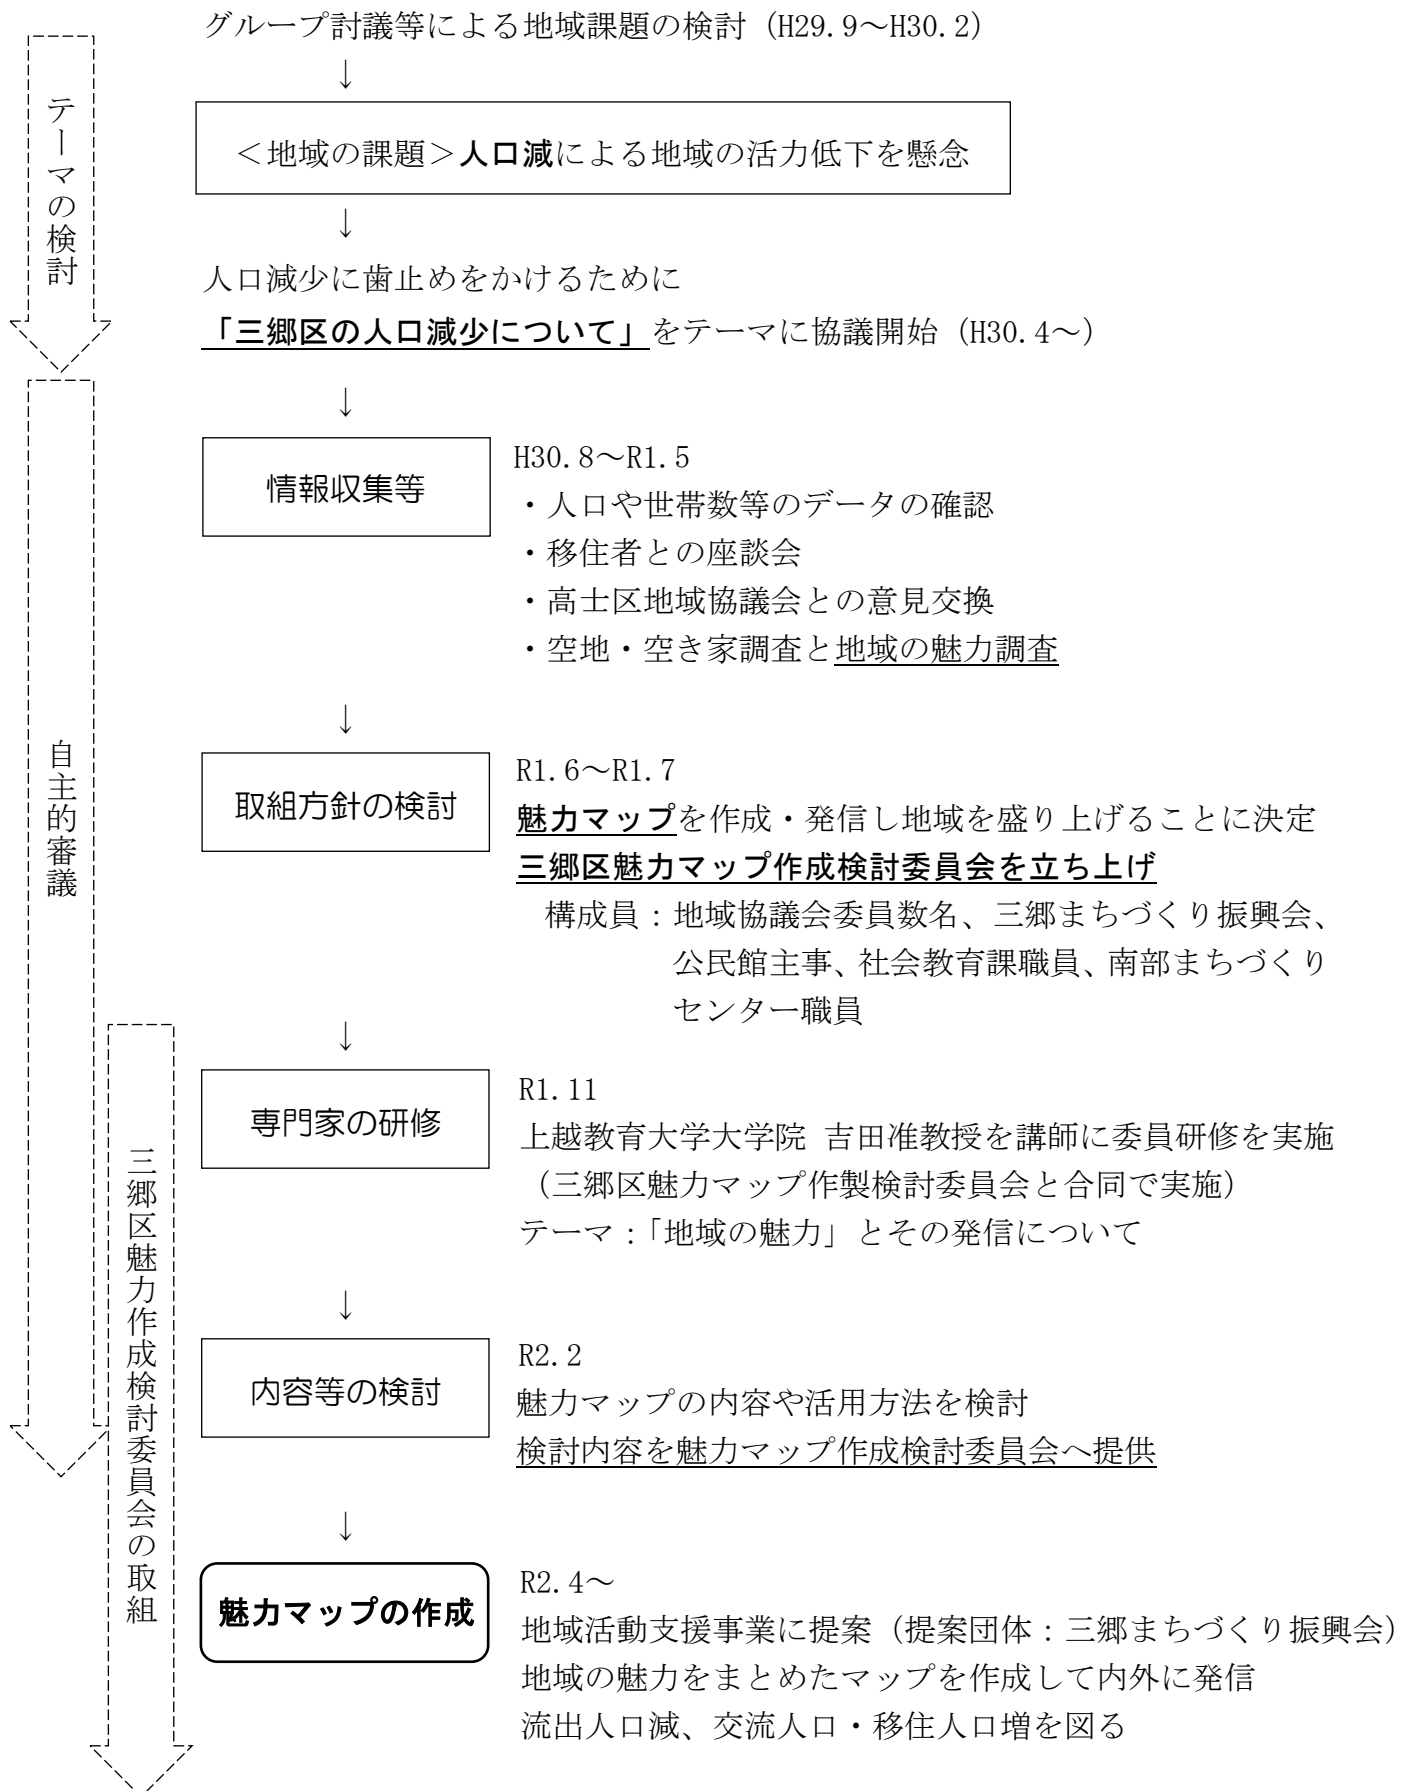 グループ討議等による地域課題の検討（H29.9～H30.2）
↓
テーマの検討
＜地域の課題＞人口減による地域の活力低下を懸念
↓
人口減少に歯止めをかけるために
「三郷区の人口減少について」をテーマに協議開始（H30.4～）
↓
自主的審議
情報収集等
H30.8～R1.5
・人口や世帯数等のデータの確認
・移住者との座談会
・高士区地域協議会との意見交換
・空地・空き家調査と地域の魅力調査
↓
取組方針の検討
R1.6～R1.7
魅力マップを作成・発信し地域を盛り上げることに決定
三郷区魅力マップ作成検討委員会を立ち上げ
構成員：地域協議会委員数名、三郷まちづくり振興会、
公民館主事、社会教育課職員、南部まちづくり
センター職員
↓
三郷区魅力作成検討委員会の取組
専門家の研修
R1.11
上越教育大学大学院 吉田准教授を講師に委員研修を実施
（三郷区魅力マップ作製検討委員会と合同で実施）
テーマ：「地域の魅力」とその発信について
↓
内容等の検討
R2.2
魅力マップの内容や活用方法を検討
検討内容を魅力マップ作成検討委員会へ提供
↓
魅力マップの作成
R2.4～
地域活動支援事業に提案（提案団体：三郷まちづくり振興会）
地域の魅力をまとめたマップを作成して内外に発信
流出人口減、交流人口・移住人口増を図る